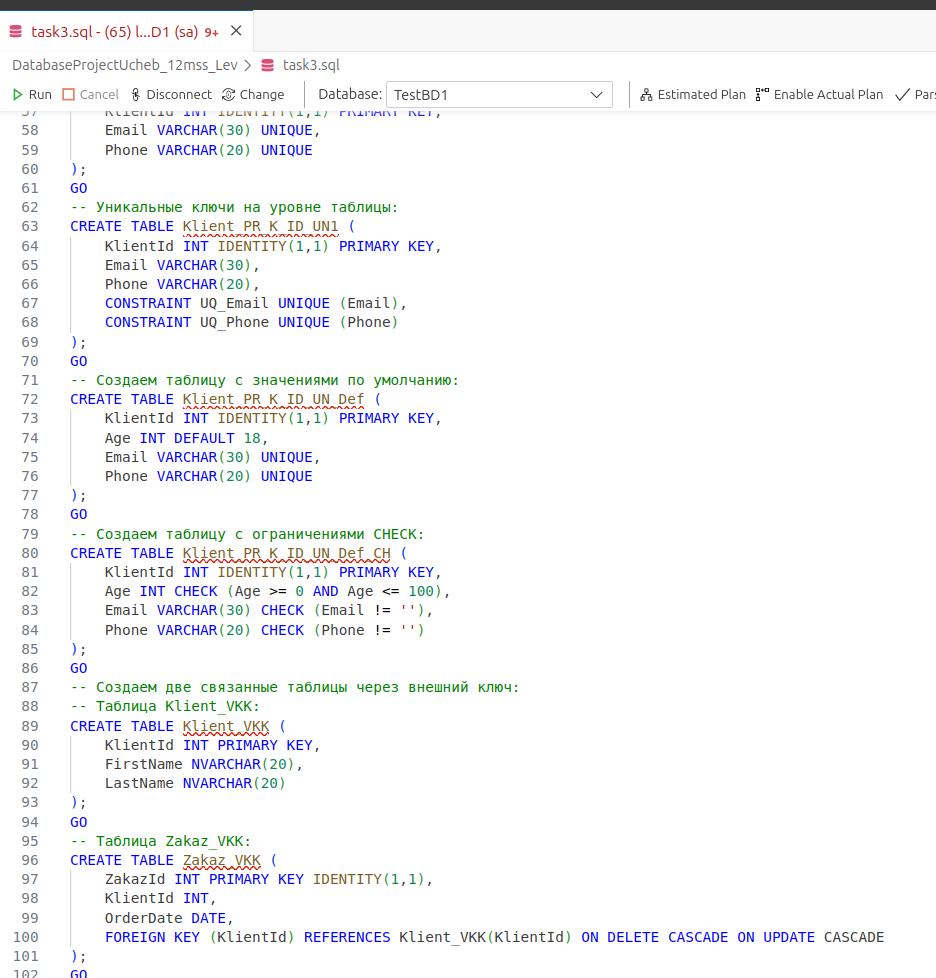 task3.sql - (65) l...D1 (sa) 9+
DatabaseProjectUcheb_12mss_Lev > task3.sql
Run Cancel Disconnect Change Database: TestBD1 Estimated Plan Enable Actual Plan Pars
57 KlientId INT IDENTITY(1,1) PRIMARY KEY,
58 Email VARCHAR(30) UNIQUE,
59 Phone VARCHAR(20) UNIQUE
60 );
61 GO
62 -- Уникальные ключи на уровне таблицы:
63 CREATE TABLE Klient_PR_K_ID_UN1 (
64 KlientId INT IDENTITY(1,1) PRIMARY KEY,
65 Email VARCHAR(30),
66 Phone VARCHAR(20),
67 CONSTRAINT UQ_Email UNIQUE (Email),
68 CONSTRAINT UQ_Phone UNIQUE (Phone)
69 );
70 GO
71 -- Создаем таблицу с значениями по умолчанию:
72 CREATE TABLE Klient_PR_K_ID_UN_Def (
73 KlientId INT IDENTITY(1,1) PRIMARY KEY,
74 Age INT DEFAULT 18,
75 Email VARCHAR(30) UNIQUE,
76 Phone VARCHAR(20) UNIQUE
77 );
78 GO
79 -- Создаем таблицу с ограничениями CHECK:
80 CREATE TABLE Klient_PR_K_ID_UN_Def_CH (
81 KlientId INT IDENTITY(1,1) PRIMARY KEY,
82 Age INT CHECK (Age >= 0 AND Age <= 100),
83 Email VARCHAR(30) CHECK (Email != ''),
84 Phone VARCHAR(20) CHECK (Phone != '')
85 );
86 GO
87 -- Создаем две связанные таблицы через внешний ключ:
88 -- Таблица Klient_VKK:
89 CREATE TABLE Klient_VKK (
90 KlientId INT PRIMARY KEY,
91 FirstName NVARCHAR(20),
92 LastName NVARCHAR(20)
93 );
94 GO
95 -- Таблица Zakaz_VKK:
96 CREATE TABLE Zakaz_VKK (
97 ZakazId INT PRIMARY KEY IDENTITY(1,1),
98 KlientId INT,
99 OrderDate DATE,
100 FOREIGN KEY (KlientId) REFERENCES Klient_VKK(KlientId) ON DELETE CASCADE ON UPDATE CASCADE
101 );
102 GO